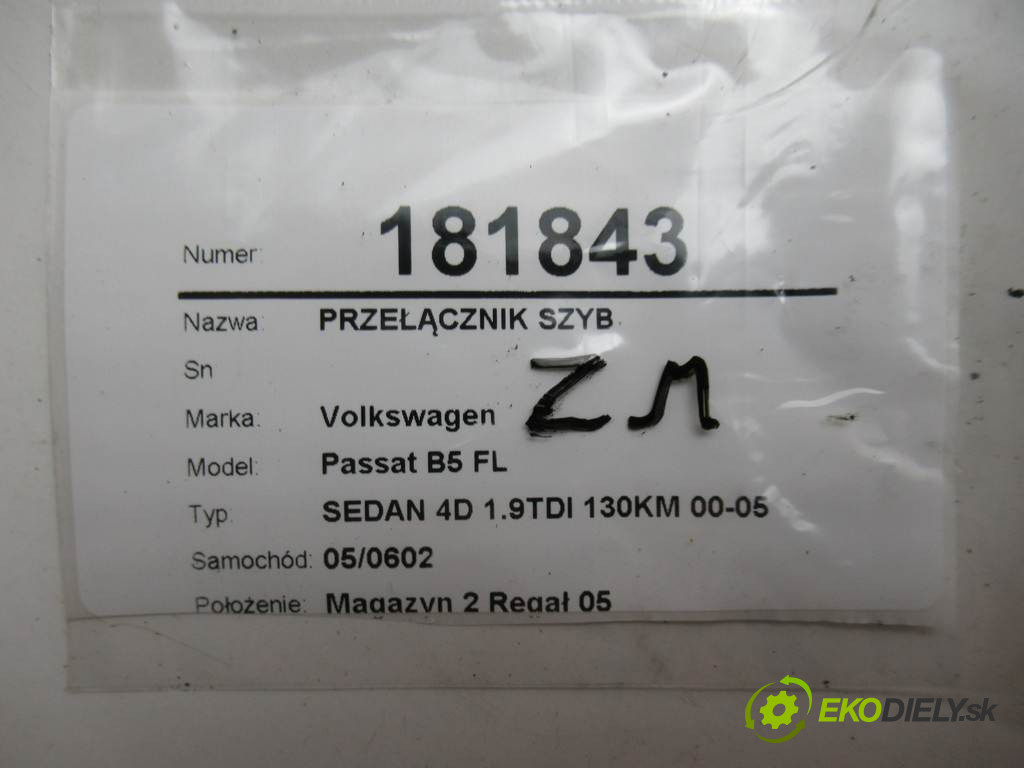 Numer: 181843
Nazwa: PRZEŁĄCZNIK SZYB
Sn
Marka: Volkswagen ZM
Model: Passat B5 FL
Typ: SEDAN 4D 1.9TDI 130KM 00-05
Samochód: 05/0602
Położenie: Magazyn 2 Regał 05
EKODIELY.sk